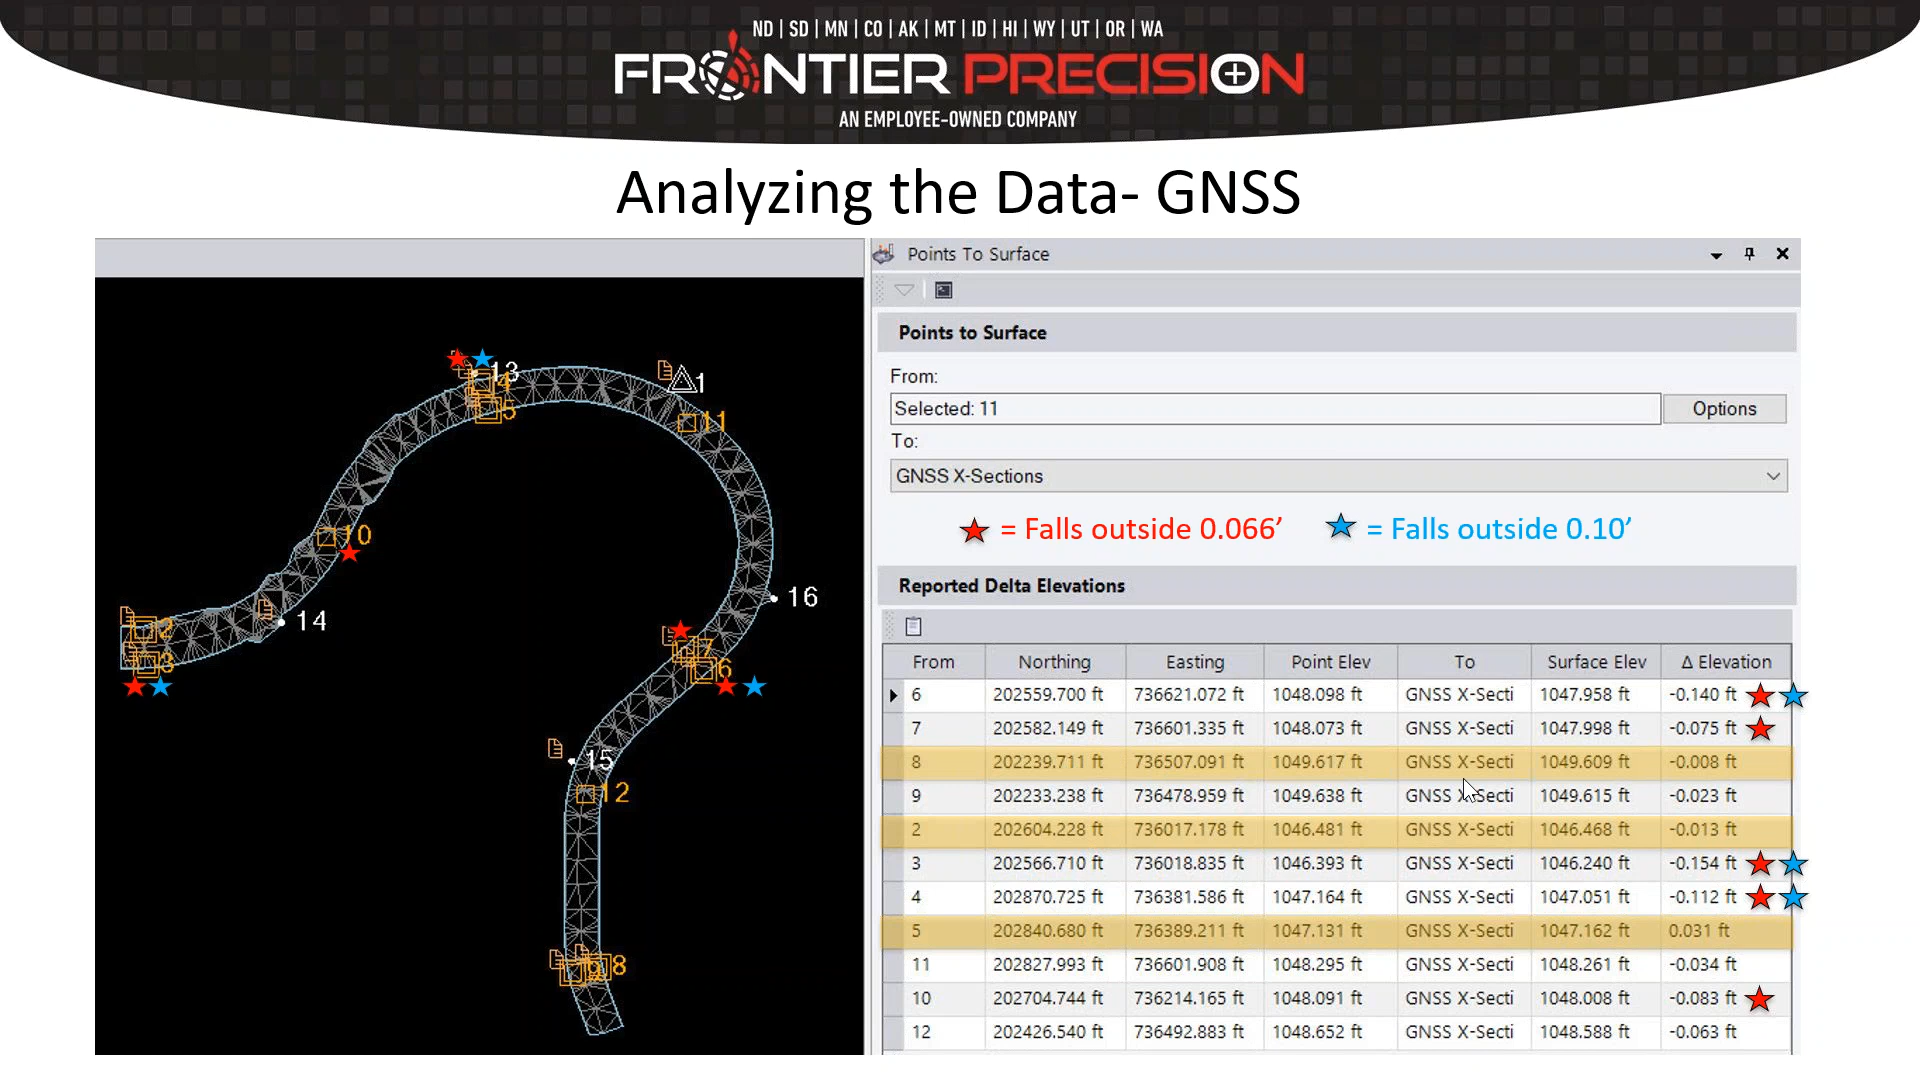 ND | SD | MN | CO | AK | MT | ID | HI | WY | UT | OR | WA
FRONTIER PRECISION
AN EMPLOYEE-OWNED COMPANY
Analyzing the Data- GNSS
Points To Surface
Points to Surface
From:
Selected: 11
Options
To:
GNSS X-Sections
= Falls outside 0.066’
= Falls outside 0.10’
Reported Delta Elevations
From Northing Easting Point Elev To Surface Elev Δ Elevation
6 202559.700 ft 736621.072 ft 1048.098 ft GNSS X-Secti 1047.958 ft -0.140 ft
7 202582.149 ft 736601.335 ft 1048.073 ft GNSS X-Secti 1047.998 ft -0.075 ft
8 202239.711 ft 736507.091 ft 1049.617 ft GNSS X-Secti 1049.609 ft -0.008 ft
9 202233.238 ft 736478.959 ft 1049.638 ft GNSS X-Secti 1049.615 ft -0.023 ft
2 202604.228 ft 736017.178 ft 1046.481 ft GNSS X-Secti 1046.468 ft -0.013 ft
3 202566.710 ft 736018.835 ft 1046.393 ft GNSS X-Secti 1046.240 ft -0.154 ft
4 202870.725 ft 736381.586 ft 1047.164 ft GNSS X-Secti 1047.051 ft -0.112 ft
5 202840.680 ft 736389.211 ft 1047.131 ft GNSS X-Secti 1047.162 ft 0.031 ft
11 202827.993 ft 736601.908 ft 1048.295 ft GNSS X-Secti 1048.261 ft -0.034 ft
10 202704.744 ft 736214.165 ft 1048.091 ft GNSS X-Secti 1048.008 ft -0.083 ft
12 202426.540 ft 736492.883 ft 1048.652 ft GNSS X-Secti 1048.588 ft -0.063 ft
13
4
1
5
11
10
16
14
2
7
3
6
15
12
9
8